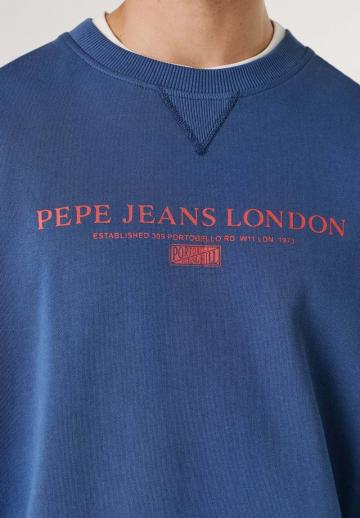 PEPE JEANS LONDON
ESTABLISHED 309 PORTOBELLO RD W11 LDN. 1973